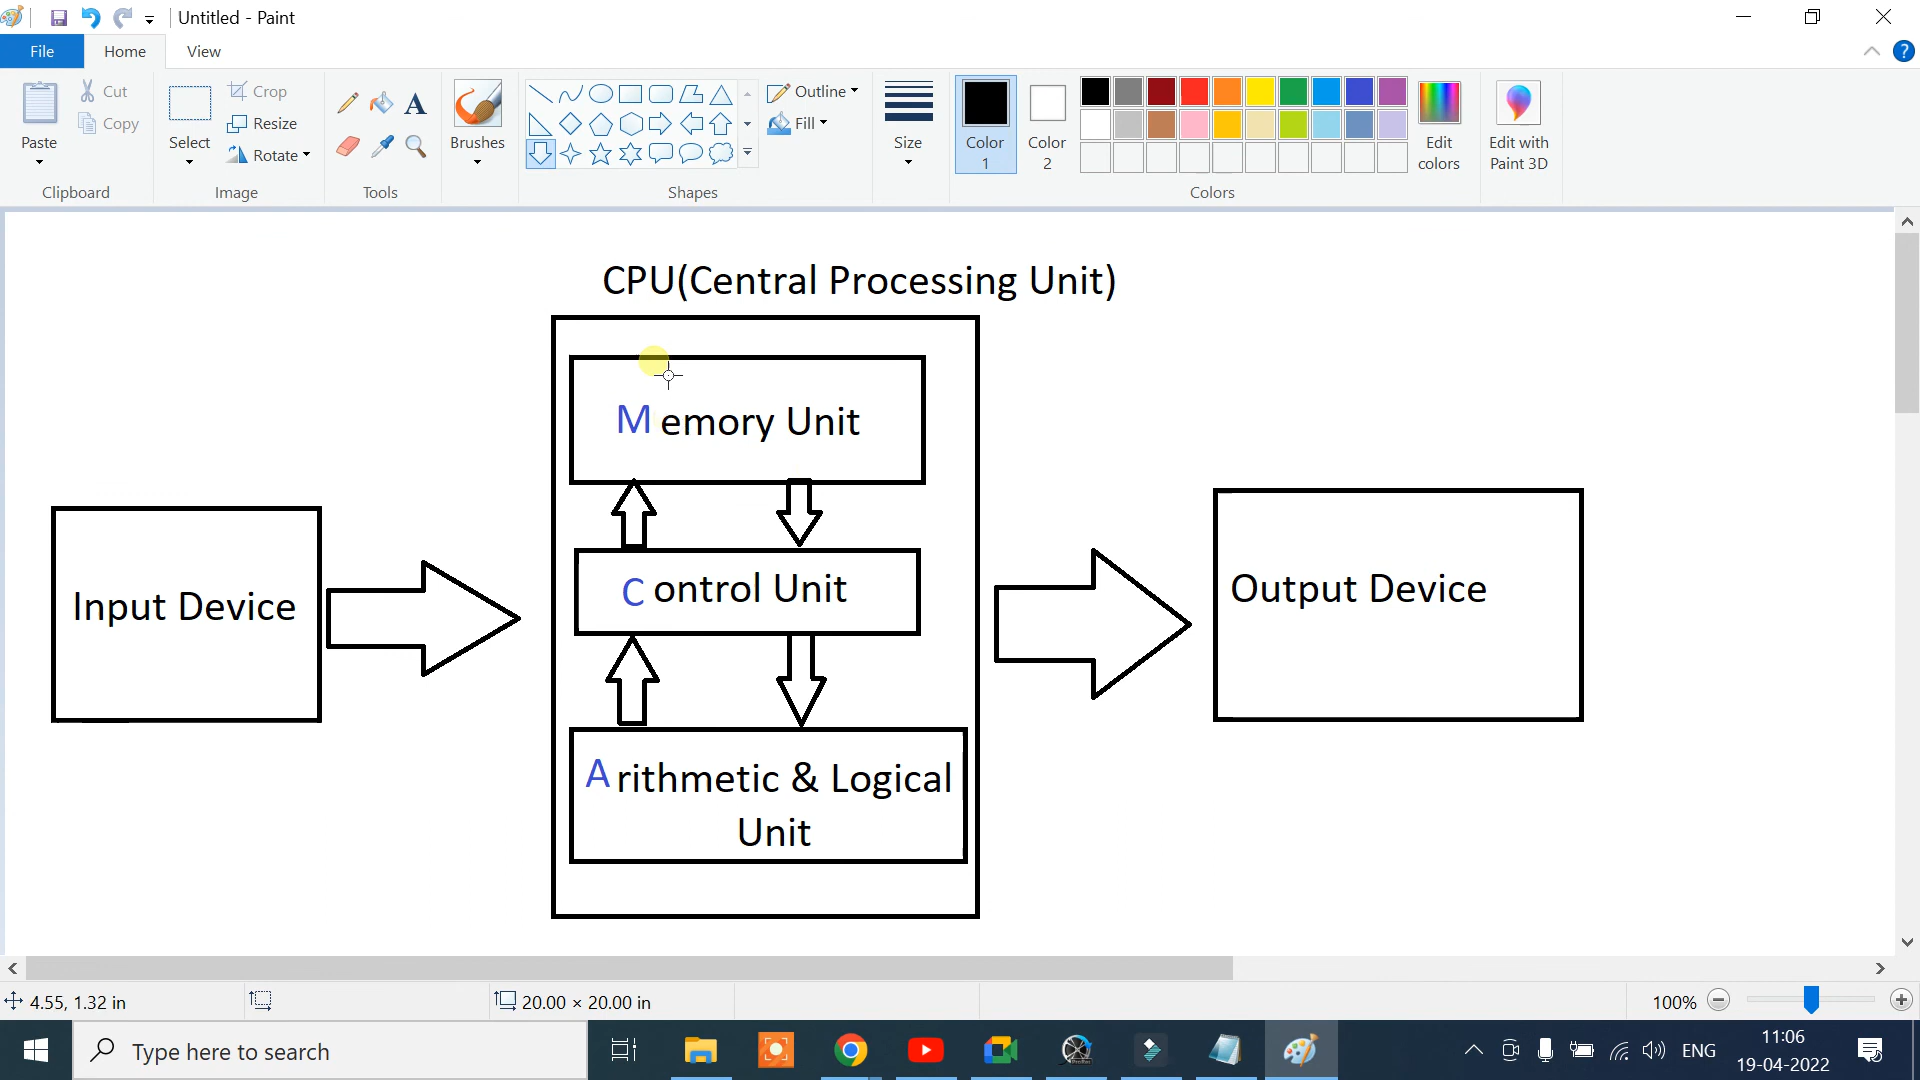 Untitled - Paint
File
Home
View
Paste
Cut
Copy
Clipboard
Select
Crop
Resize
Rotate
Image
A
Tools
Brushes
Shapes
Outline
Fill
Size
Color
1
Color
2
Colors
Edit
colors
Edit with
Paint 3D
?
CPU(Central Processing Unit)
Memory Unit
Control Unit
Arithmetic & Logical
Unit
Input Device
Output Device
4.55, 1.32 in
20.00 × 20.00 in
100%
Type here to search
ENG
11:06
19-04-2022